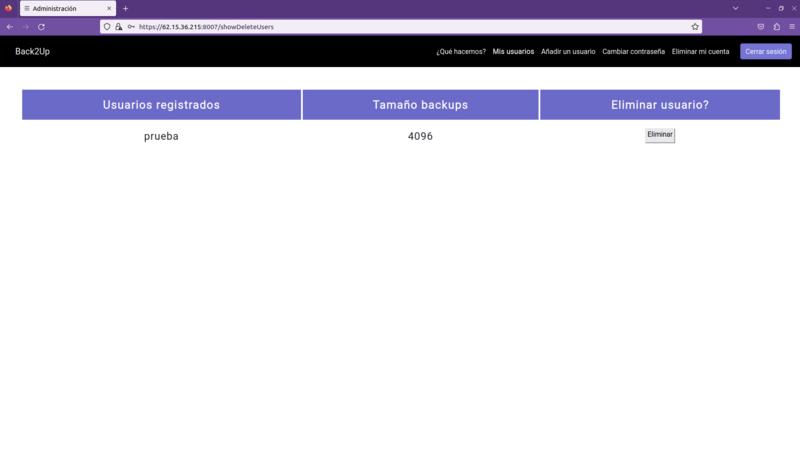 Administración
https://62.15.36.215:8007/showDeleteUsers
Back2Up
¿Qué hacemos? Mis usuarios Añadir un usuario Cambiar contraseña Eliminar mi cuenta Cerrar sesión
Usuarios registrados Tamaño backups Eliminar usuario?
prueba 4096 Eliminar